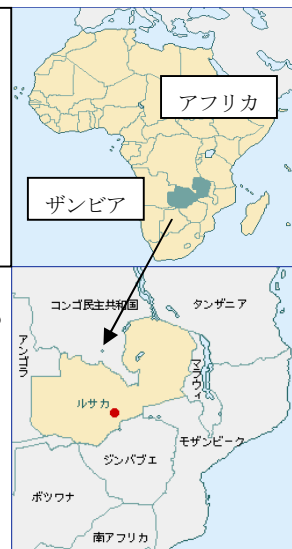 アフリカ
ザンビア
コンゴ民主共和国
タンザニア
アンゴラ
マラウィ
ルサカ
モザンビーク
ジンバブエ
ボツワナ
南アフリカ